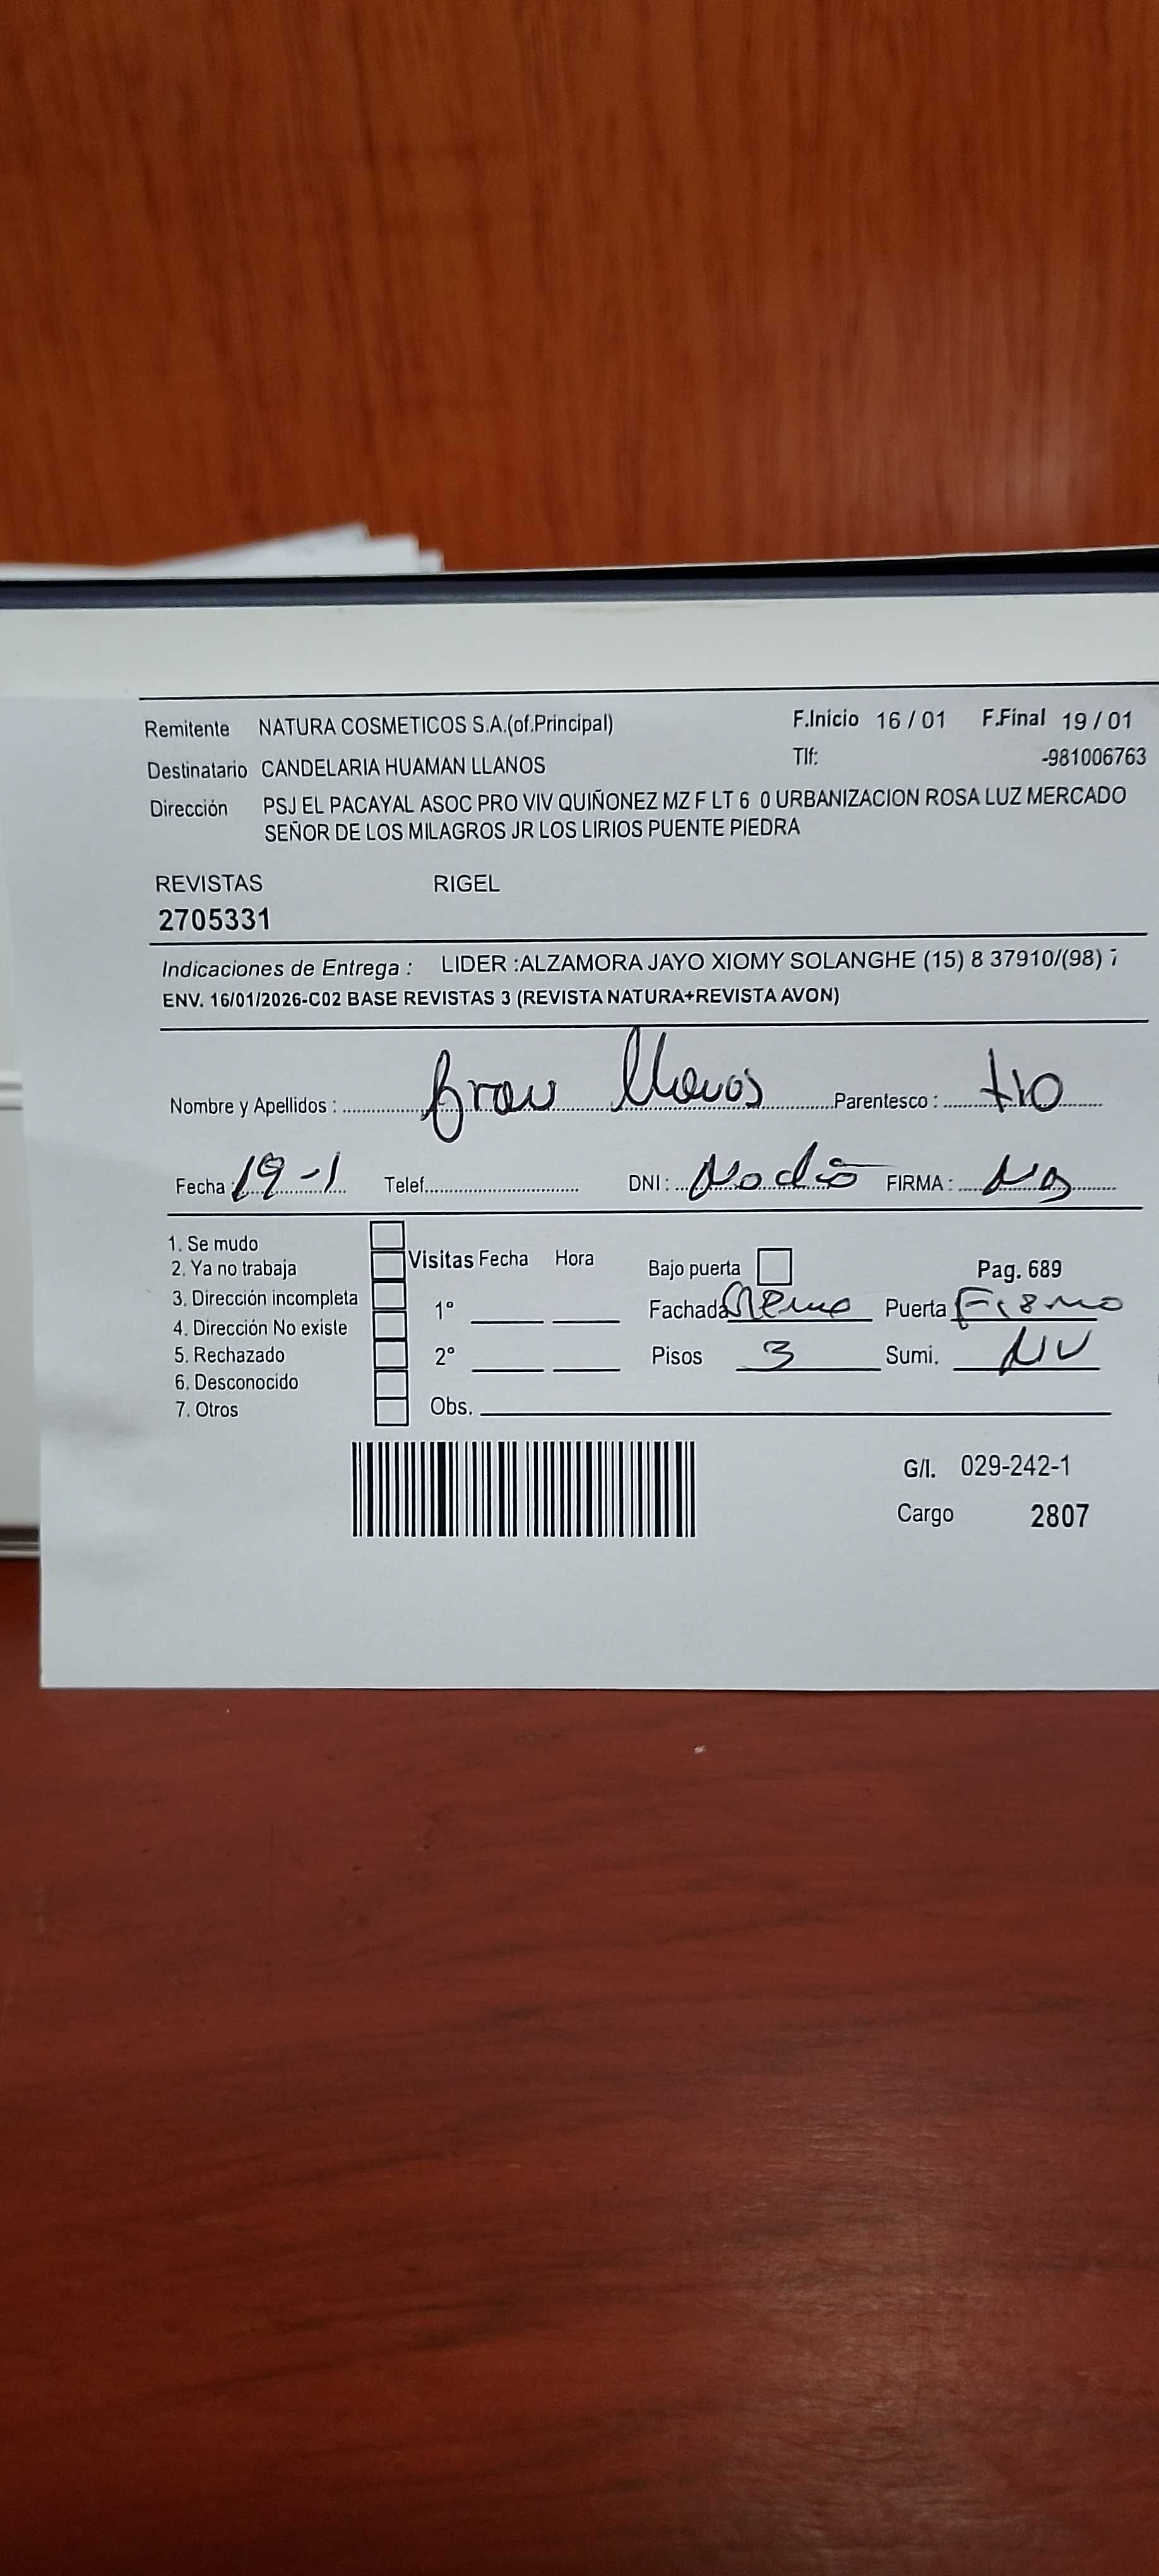 Remitente NATURA COSMETICOS S.A.(of.Principal) F.Inicio 16 / 01 F.Final 19 / 01
Destinatario CANDELARIA HUAMAN LLANOS Tlf: -981006763
Dirección PSJ EL PACAYAL ASOC PRO VIV QUIÑONEZ MZ F LT 6 0 URBANIZACION ROSA LUZ MERCADO
SEÑOR DE LOS MILAGROS JR LOS LIRIOS PUENTE PIEDRA
REVISTAS RIGEL
2705331
Indicaciones de Entrega : LIDER :ALZAMORA JAYO XIOMY SOLANGHE (15) 8 37910/(98) 7
ENV. 16/01/2026-C02 BASE REVISTAS 3 (REVISTA NATURA+REVISTA AVON)
Nombre y Apellidos : Llanos Parentesco : tio
Fecha : 19-1 Telef. DNI : No dio FIRMA :
1. Se mudo
2. Ya no trabaja Visitas Fecha Hora Bajo puerta Pag. 689
3. Dirección incompleta 1º Fachada Puerta
4. Dirección No existe
5. Rechazado 2º Pisos 3 Sumi. NV
6. Desconocido
7. Otros Obs.
G/I. 029-242-1
Cargo 2807